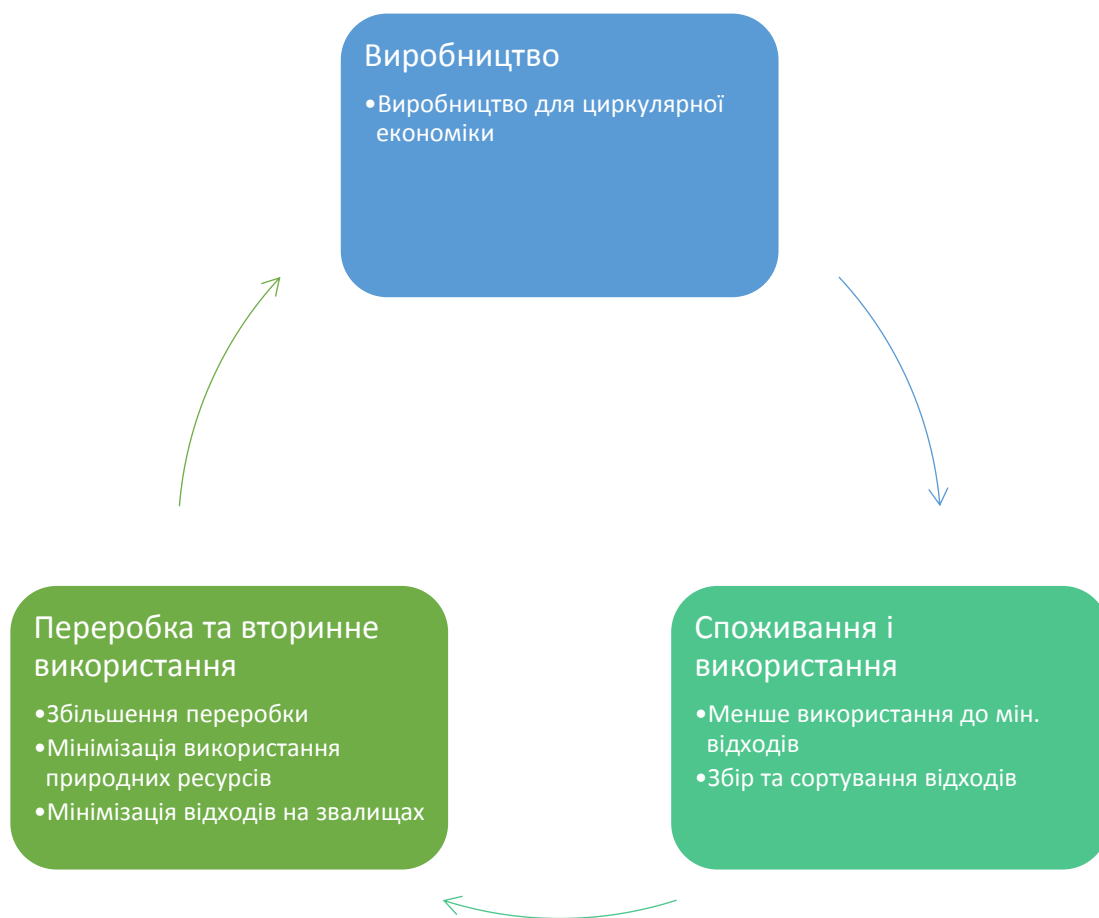 Виробництво
•Виробництво для циркулярної
економіки
Споживання і
використання
•Менше використання до мін.
відходів
•Збір та сортування відходів
Переробка та вторинне
використання
•Збільшення переробки
•Мінімізація використання
природних ресурсів
•Мінімізація відходів на звалищах